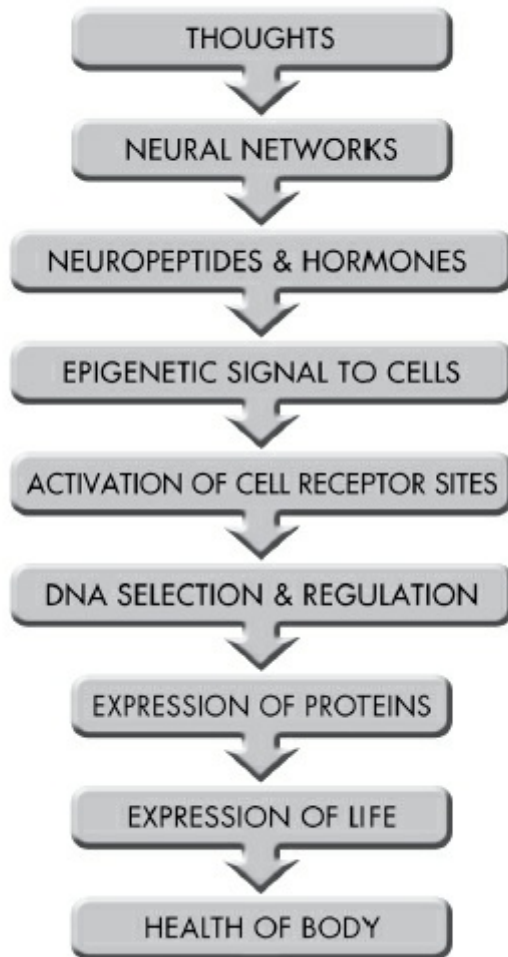 THOUGHTS
NEURAL NETWORKS
NEUROPEPTIDES & HORMONES
EPIGENETIC SIGNAL TO CELLS
ACTIVATION OF CELL RECEPTOR SITES
DNA SELECTION & REGULATION
EXPRESSION OF PROTEINS
EXPRESSION OF LIFE
HEALTH OF BODY